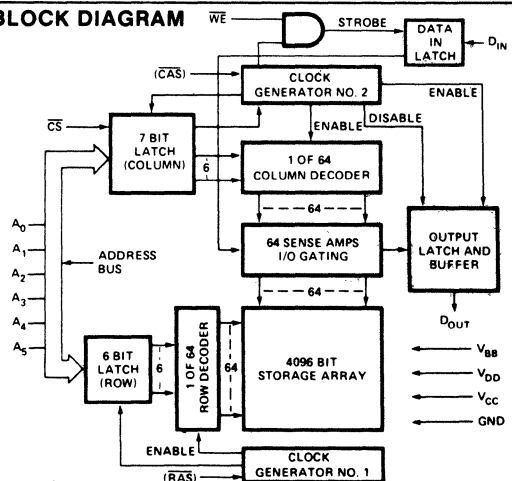 BLOCK DIAGRAM
WE
STROBE
DATA
IN
LATCH
DIN
(CAS)
CLOCK
GENERATOR NO. 2
ENABLE
DISABLE
ENABLE
CS
7 BIT
LATCH
(COLUMN)
6
1 OF 64
COLUMN DECODER
64
64 SENSE AMPS
I/O GATING
OUTPUT
LATCH AND
BUFFER
A0
A1
A2
A3
A4
A5
ADDRESS
BUS
64
DOUT
6 BIT
LATCH
(ROW)
6
1 OF 64
ROW DECODER
64
4096 BIT
STORAGE ARRAY
VBB
VDD
VCC
GND
ENABLE
(RAS)
CLOCK
GENERATOR NO. 1